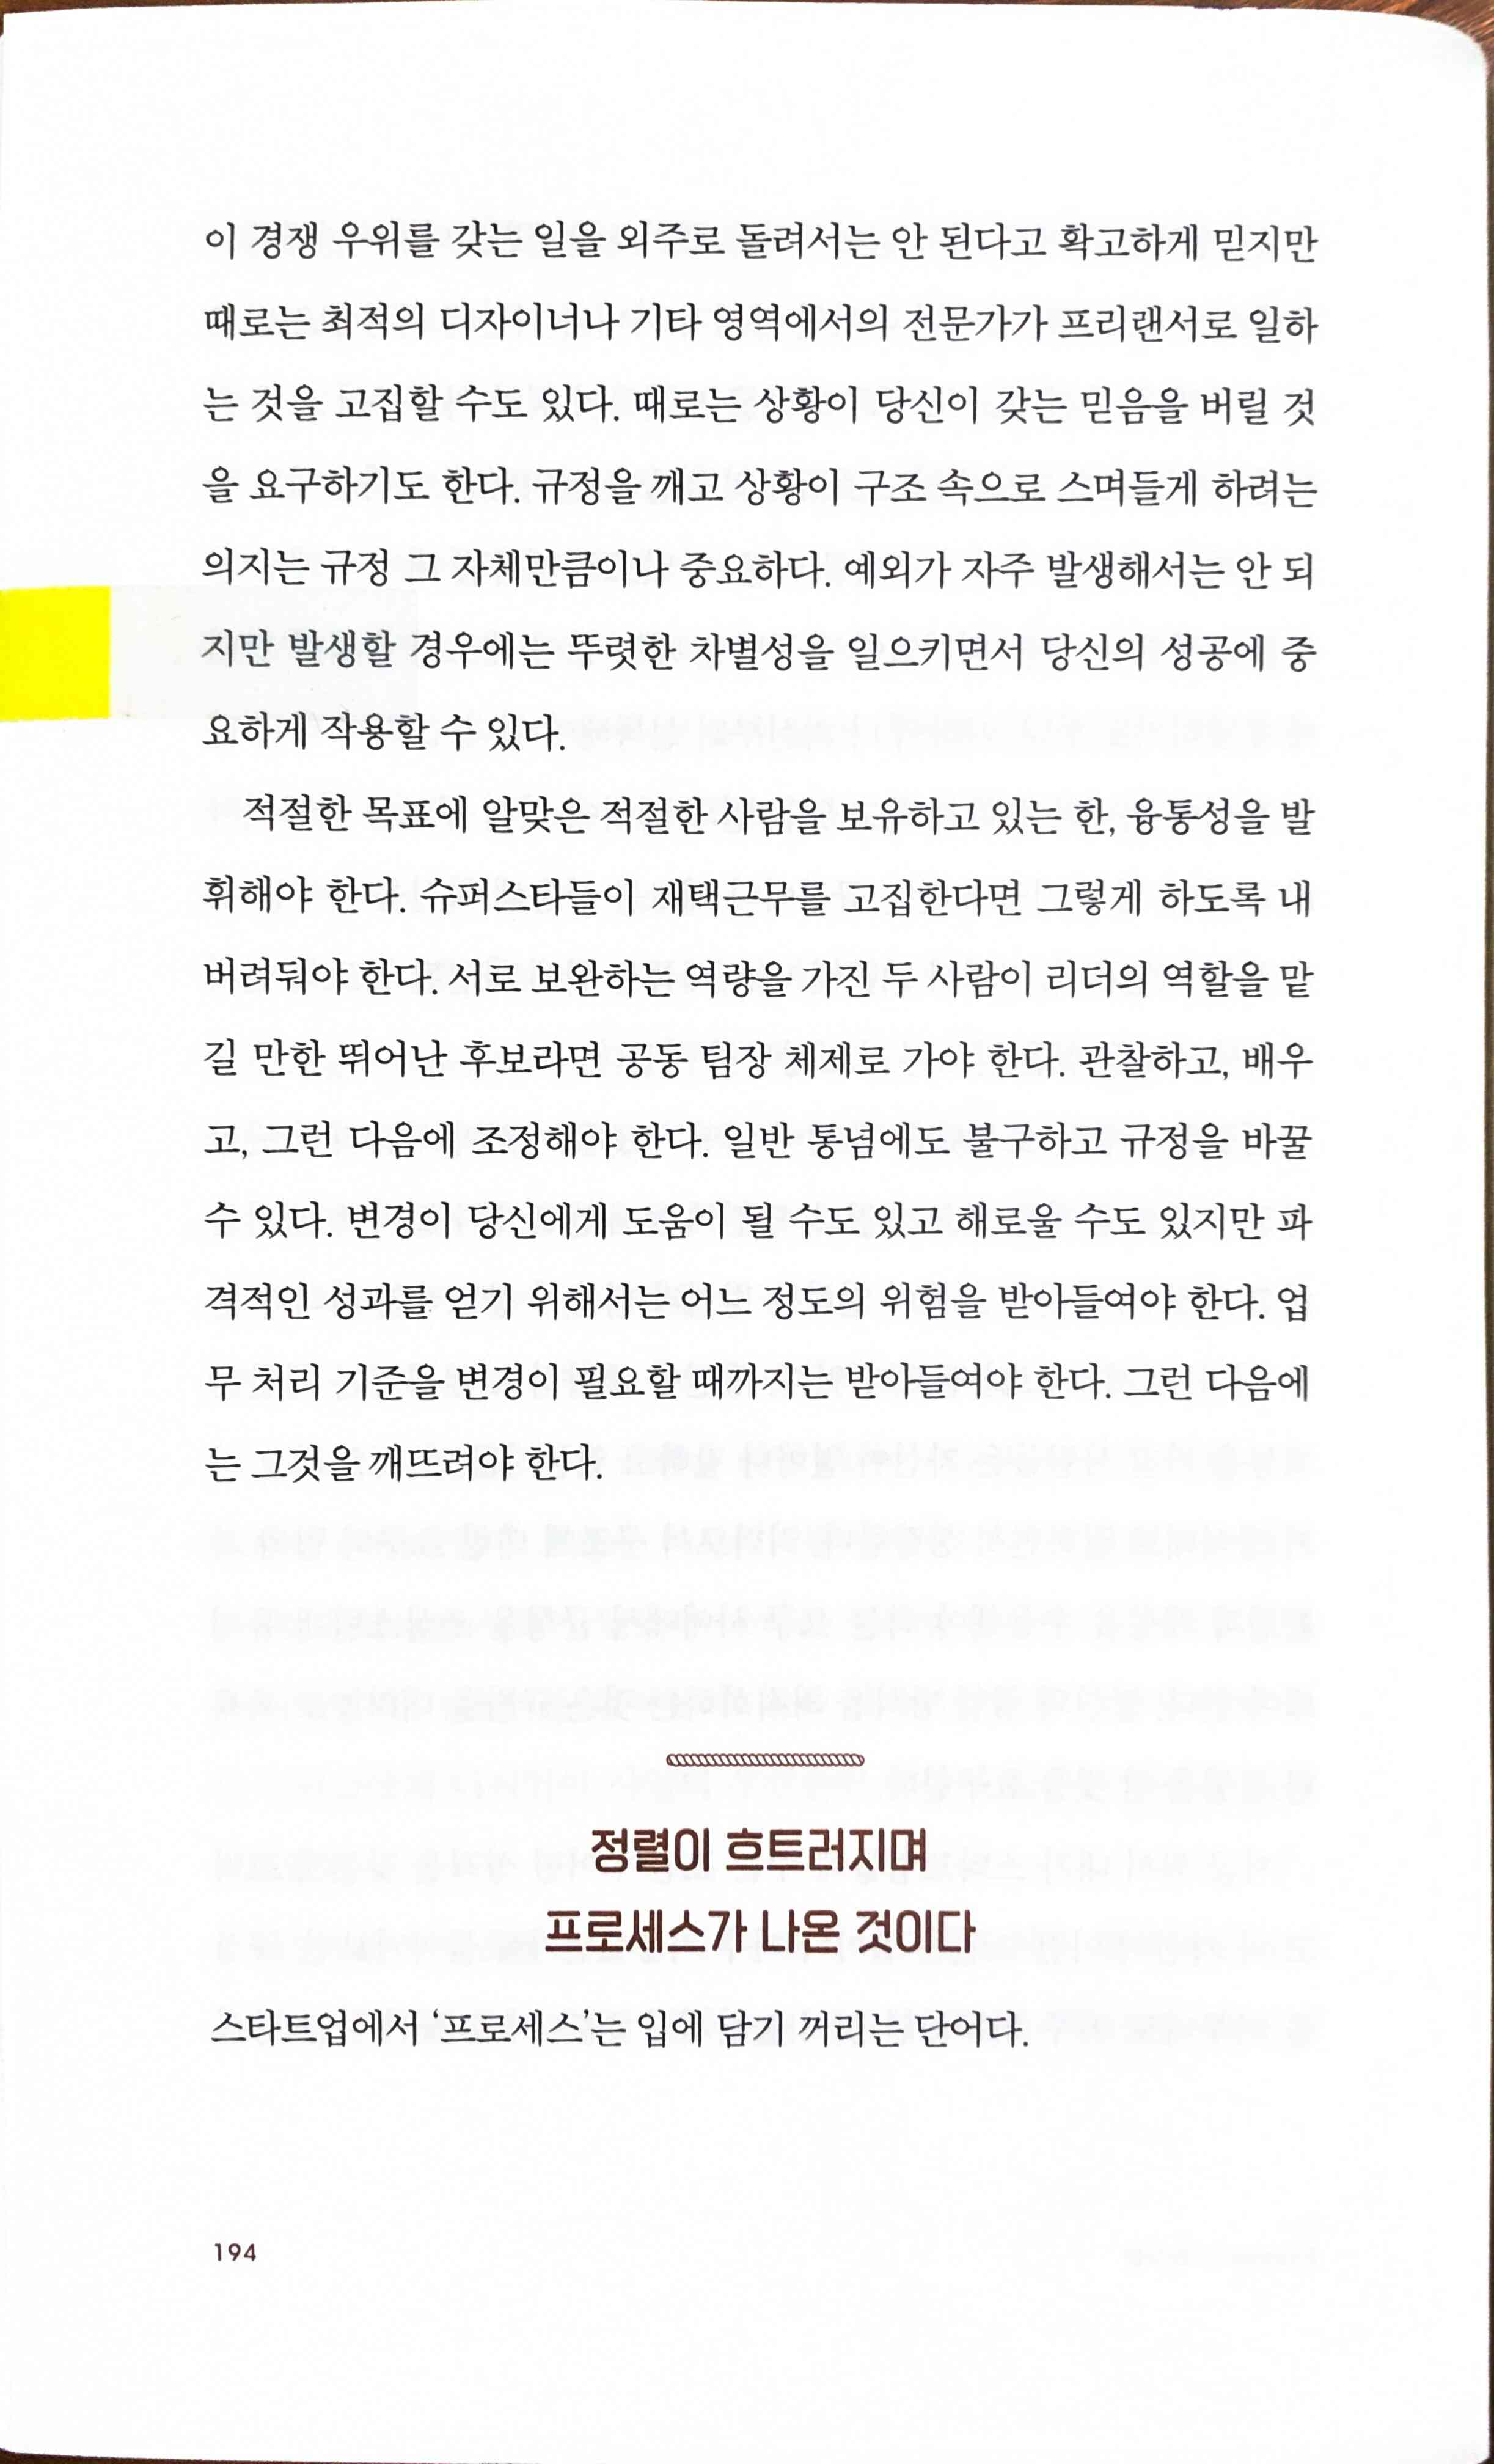 이 경쟁 우위를 갖는 일을 외주로 돌려서는 안 된다고 확고하게 믿지만
때로는 최적의 디자이너나 기타 영역에서의 전문가가 프리랜서로 일하
는 것을 고집할 수도 있다. 때로는 상황이 당신이 갖는 믿음을 버릴 것
을 요구하기도 한다. 규정을 깨고 상황이 구조 속으로 스며들게 하려는
의지는 규정 그 자체만큼이나 중요하다. 예외가 자주 발생해서는 안 되
지만 발생할 경우에는 뚜렷한 차별성을 일으키면서 당신의 성공에 중
요하게 작용할 수 있다.
적절한 목표에 알맞은 적절한 사람을 보유하고 있는 한, 융통성을 발
휘해야 한다. 슈퍼스타들이 재택근무를 고집한다면 그렇게 하도록 내
버려둬야 한다. 서로 보완하는 역량을 가진 두 사람이 리더의 역할을 맡
길 만한 뛰어난 후보라면 공동 팀장 체제로 가야 한다. 관찰하고, 배우
고, 그런 다음에 조정해야 한다. 일반 통념에도 불구하고 규정을 바꿀
수 있다. 변경이 당신에게 도움이 될 수도 있고 해로울 수도 있지만 파
격적인 성과를 얻기 위해서는 어느 정도의 위험을 받아들여야 한다. 업
무 처리 기준을 변경이 필요할 때까지는 받아들여야 한다. 그런 다음에
는 그것을 깨뜨려야 한다.
정렬이 흐트러지며
프로세스가 나온 것이다
스타트업에서 ‘프로세스’는 입에 담기 꺼리는 단어다.
194